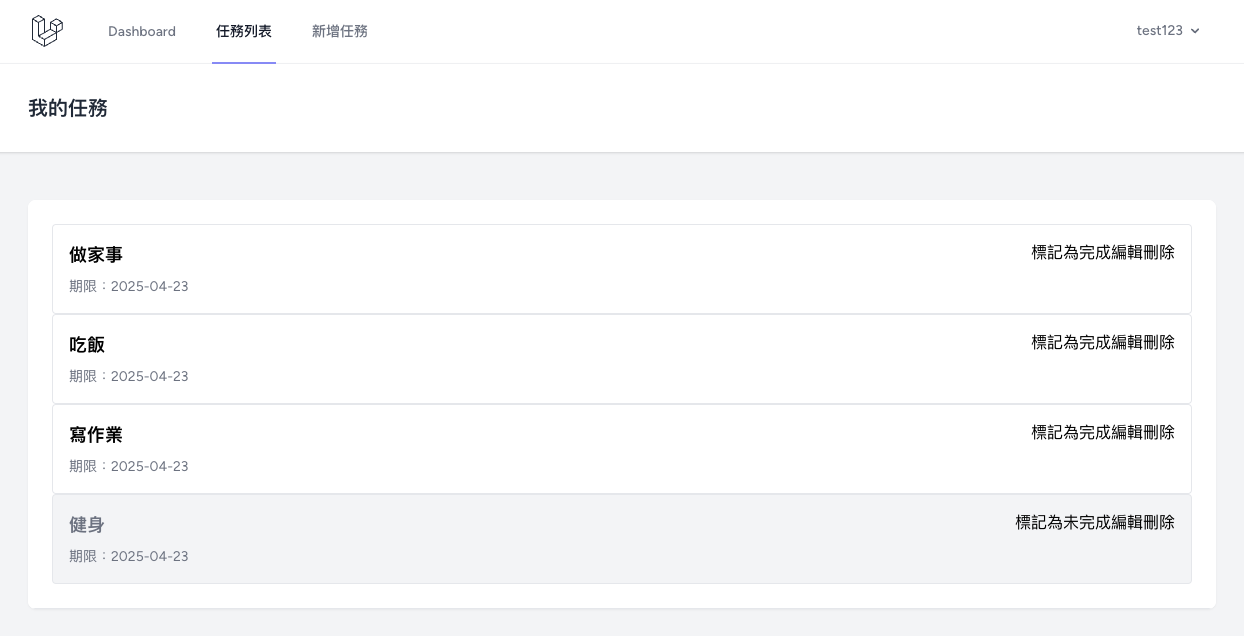 Dashboard 任務列表 新增任務 test123
我的任務
做家事 標記為完成編輯刪除
期限：2025-04-23
吃飯 標記為完成編輯刪除
期限：2025-04-23
寫作業 標記為完成編輯刪除
期限：2025-04-23
健身 標記為未完成編輯刪除
期限：2025-04-23